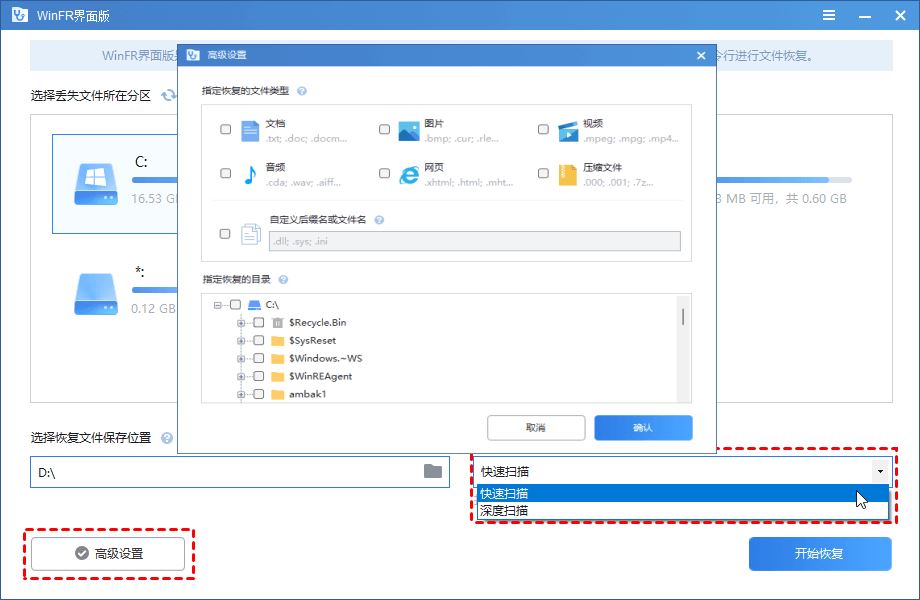 WinFR界面版
WinFR界面版
令行进行文件恢复。
选择丢失文件所在分区
C:
16.53
MB 可用，共 0.60 GB
*:
0.12 GB
高级设置
指定恢复的文件类型
文档
.txt; .doc; .docm...
图片
.bmp; .cur; .rle...
视频
.mpeg; .mpg; .mp4...
音频
.cda; .wav; .aiff...
网页
.xhtml; .html; .mht...
压缩文件
.000; .001; .7z...
自定义后缀名或文件名
.dll; .sys; .ini
指定恢复的目录
C:\
$Recycle.Bin
$SysReset
$Windows.~WS
$WinREAgent
ambak1
取消
确认
选择恢复文件保存位置
D:\
快速扫描
快速扫描
深度扫描
高级设置
开始恢复